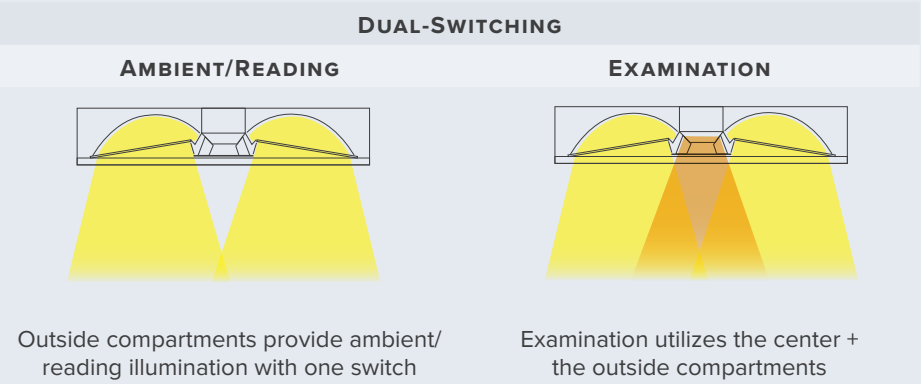 DUAL-SWITCHING
AMBIENT/READING
EXAMINATION
Outside compartments provide ambient/
reading illumination with one switch
Examination utilizes the center +
the outside compartments